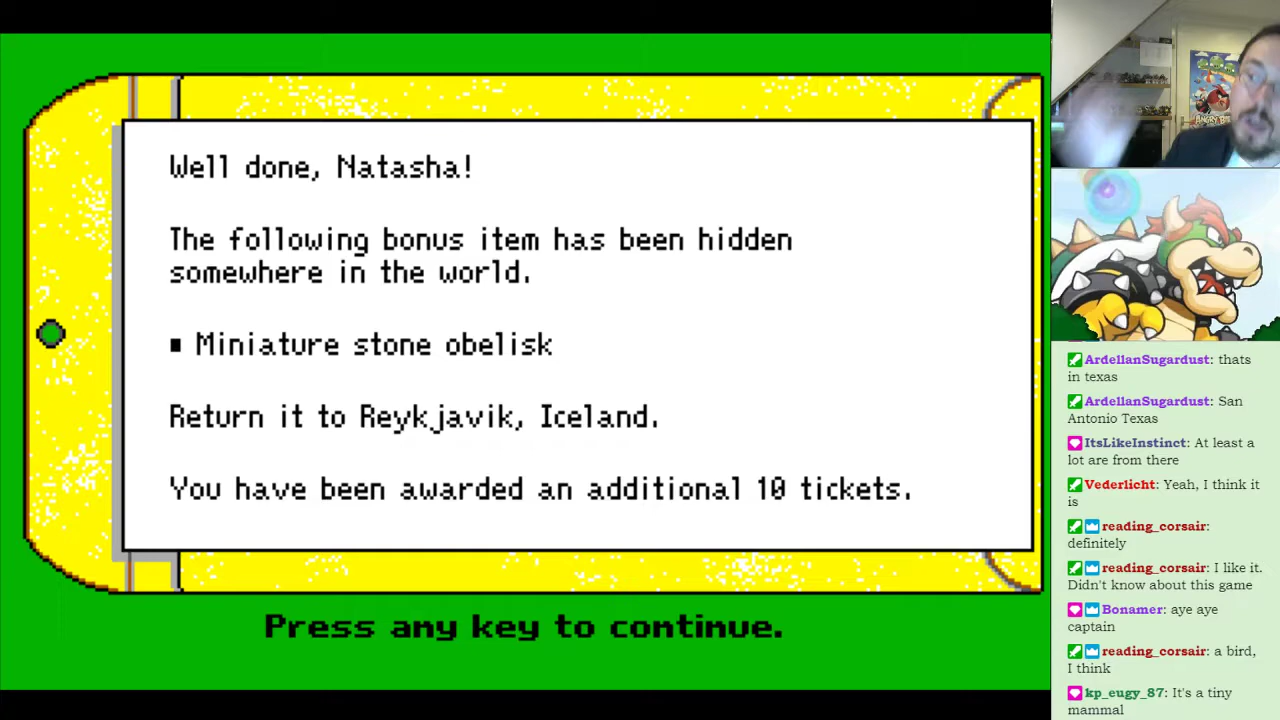 Well done, Natasha!
The following bonus item has been hidden
somewhere in the world.
▪ Miniature stone obelisk
Return it to Reykjavik, Iceland.
You have been awarded an additional 10 tickets.
Press any key to continue.
ANGRY BI
ArdellanSugardust: thats
in texas
ArdellanSugardust: San
Antonio Texas
ItsLikeInstinct: At least a
lot are from there
Vederlicht: Yeah, I think it
is
reading_corsair:
definitely
reading_corsair: I like it.
Didn't know about this game
Bonamer: aye aye
captain
reading_corsair: a bird,
I think
kp_eugy_87: It's a tiny
mammal